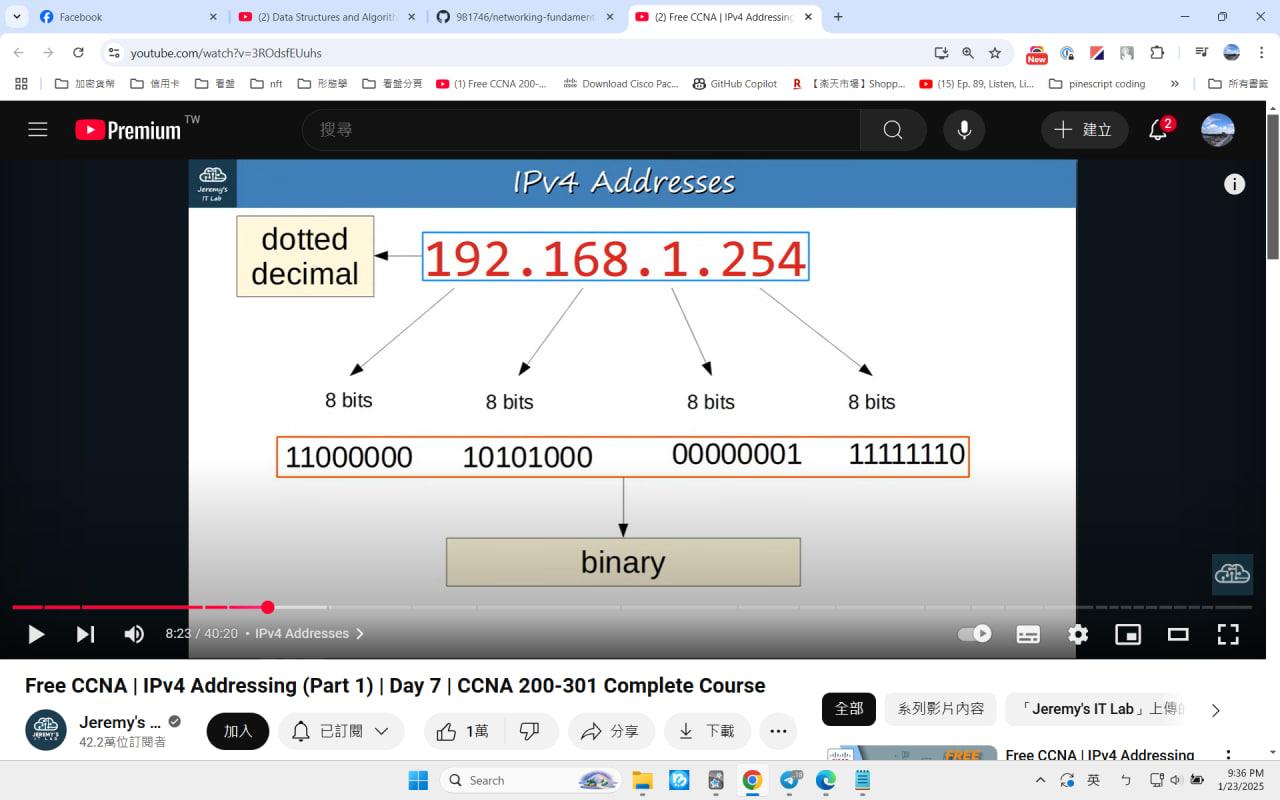 Facebook
(2) Data Structures and Algorith
981746/networking-fundament
(2) Free CCNA | IPv4 Addressing
youtube.com/watch?v=3ROdsfEUuhs
New
加密貨幣
信用卡
看盤
nft
形態學
看盤分頁
(1) Free CCNA 200-...
Download Cisco Pac...
GitHub Copilot
【楽天市場】Shopp...
(15) Ep. 89, Listen, Li...
pinescript coding
所有書籤
Premium TW
搜尋
建立
2
Jeremy's
IT Lab
IPv4 Addresses
dotted
decimal
192.168.1.254
8 bits 8 bits 8 bits 8 bits
11000000 10101000 00000001 11111110
binary
8:23 / 40:20 • IPv4 Addresses
Free CCNA | IPv4 Addressing (Part 1) | Day 7 | CCNA 200-301 Complete Course
Jeremy's ...
42.2萬位訂閱者
加入
已訂閱
1萬
分享
下載
全部
系列影片內容
「Jeremy's IT Lab」上傳的
FREE
Free CCNA | IPv4 Addressing
Search
英
ㄅ
9:36 PM
1/23/2025